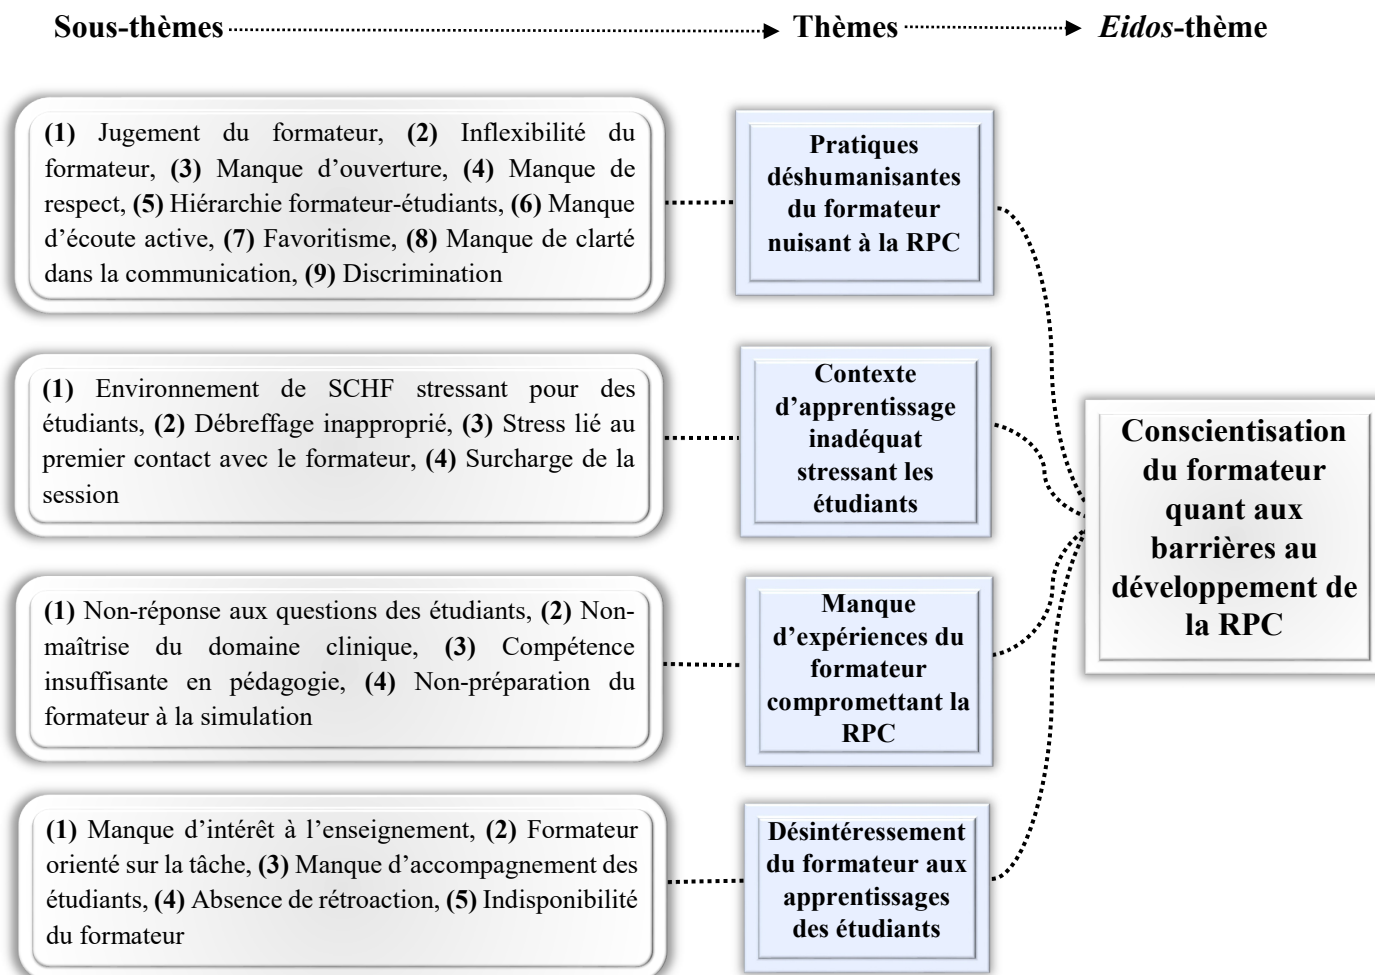 Sous-thèmes Thèmes Eidos-thème
(1) Jugement du formateur, (2) Inflexibilité du
formateur, (3) Manque d'ouverture, (4) Manque de
respect, (5) Hiérarchie formateur-étudiants, (6) Manque
d'écoute active, (7) Favoritisme, (8) Manque de clarté
dans la communication, (9) Discrimination
Pratiques
déshumanisantes
du formateur
nuisant à la RPC
(1) Environnement de SCHF stressant pour des
étudiants, (2) Débreffage inapproprié, (3) Stress lié au
premier contact avec le formateur, (4) Surcharge de la
session
Contexte
d'apprentissage
inadéquat
stressant les
étudiants
(1) Non-réponse aux questions des étudiants, (2) Non-
maîtrise du domaine clinique, (3) Compétence
insuffisante en pédagogie, (4) Non-préparation du
formateur à la simulation
Manque
d'expériences du
formateur
compromettant la
RPC
(1) Manque d'intérêt à l'enseignement, (2) Formateur
orienté sur la tâche, (3) Manque d'accompagnement des
étudiants, (4) Absence de rétroaction, (5) Indisponibilité
du formateur
Désintéressement
du formateur aux
apprentissages
des étudiants
Conscientisation
du formateur
quant aux
barrières au
développement de
la RPC